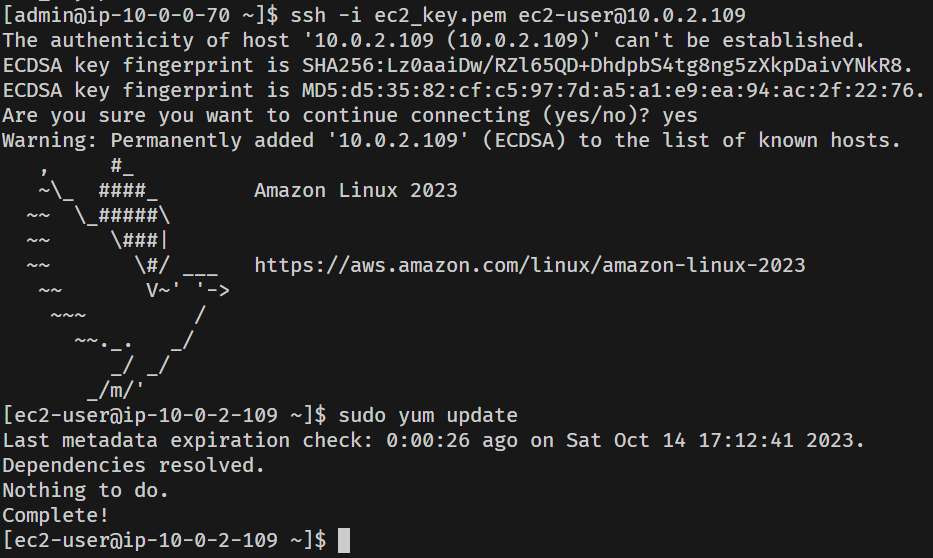 [admin@ip-10-0-0-70 ~]$ ssh -i ec2_key.pem ec2-user@10.0.2.109
The authenticity of host '10.0.2.109 (10.0.2.109)' can't be established.
ECDSA key fingerprint is SHA256:Lz0aaiDw/RZl65QD+DhdpbS4tg8ng5zXkpDaivYNkR8.
ECDSA key fingerprint is MD5:d5:35:82:cf:c5:97:7d:a5:a1:e9:ea:94:ac:2f:22:76.
Are you sure you want to continue connecting (yes/no)? yes
Warning: Permanently added '10.0.2.109' (ECDSA) to the list of known hosts.
   ,     #_
   ~\_  ####_        Amazon Linux 2023
  ~~  \_#####\
  ~~     \###|
  ~~       \#/ ___   https://aws.amazon.com/linux/amazon-linux-2023
   ~~       V~' '->
    ~~~         /
      ~~._.   _/
         _/ _/
       _/m/'
[ec2-user@ip-10-0-2-109 ~]$ sudo yum update
Last metadata expiration check: 0:00:26 ago on Sat Oct 14 17:12:41 2023.
Dependencies resolved.
Nothing to do.
Complete!
[ec2-user@ip-10-0-2-109 ~]$